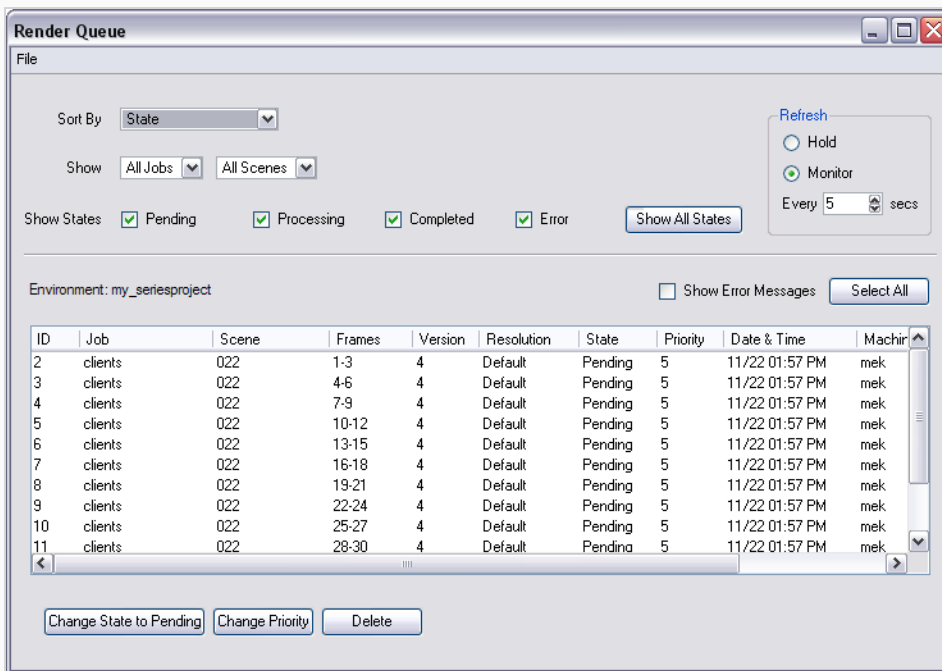 Render Queue
File
Sort By State
Refresh
Hold
Show All Jobs All Scenes
Monitor
Every 5 secs
Show States Pending Processing Completed Error Show All States
Environment: my_seriesproject
Show Error Messages Select All
ID Job Scene Frames Version Resolution State Priority Date & Time Machin
2 clients 022 1-3 4 Default Pending 5 11/22 01:57 PM mek
3 clients 022 4-6 4 Default Pending 5 11/22 01:57 PM mek
4 clients 022 7-9 4 Default Pending 5 11/22 01:57 PM mek
5 clients 022 10-12 4 Default Pending 5 11/22 01:57 PM mek
6 clients 022 13-15 4 Default Pending 5 11/22 01:57 PM mek
7 clients 022 16-18 4 Default Pending 5 11/22 01:57 PM mek
8 clients 022 19-21 4 Default Pending 5 11/22 01:57 PM mek
9 clients 022 22-24 4 Default Pending 5 11/22 01:57 PM mek
10 clients 022 25-27 4 Default Pending 5 11/22 01:57 PM mek
11 clients 022 28-30 4 Default Pending 5 11/22 01:57 PM mek
Change State to Pending Change Priority Delete